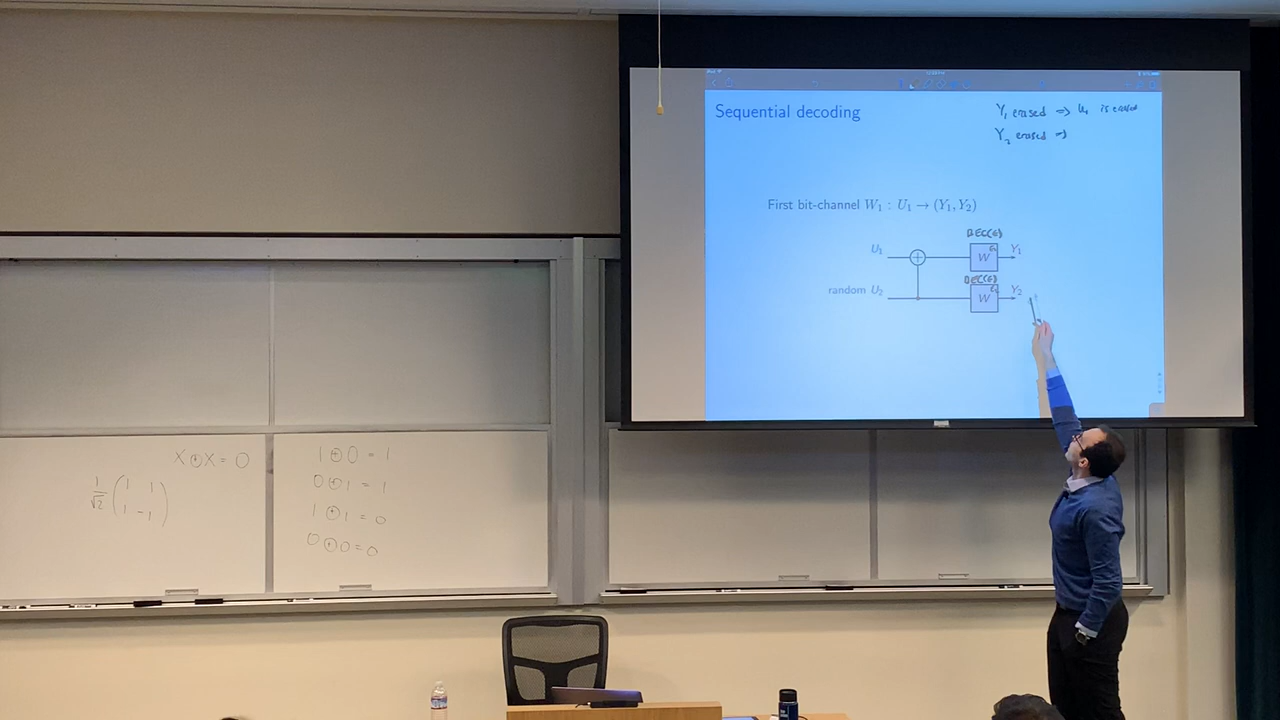 Sequential decoding
Y₁ erased ⇒ U₁ is erased
Y₂ erased ⇒
First bit-channel W₁ : U₁ → (Y₁, Y₂)
BEC(ε)
U₁ W Y₁
BEC(ε)
random U₂ W Y₂
X ⊕ X = 0
1/√2 (1 1
1 -1)
1 ⊕ 0 = 1
0 ⊕ 1 = 1
1 ⊕ 1 = 0
0 ⊕ 0 = 0